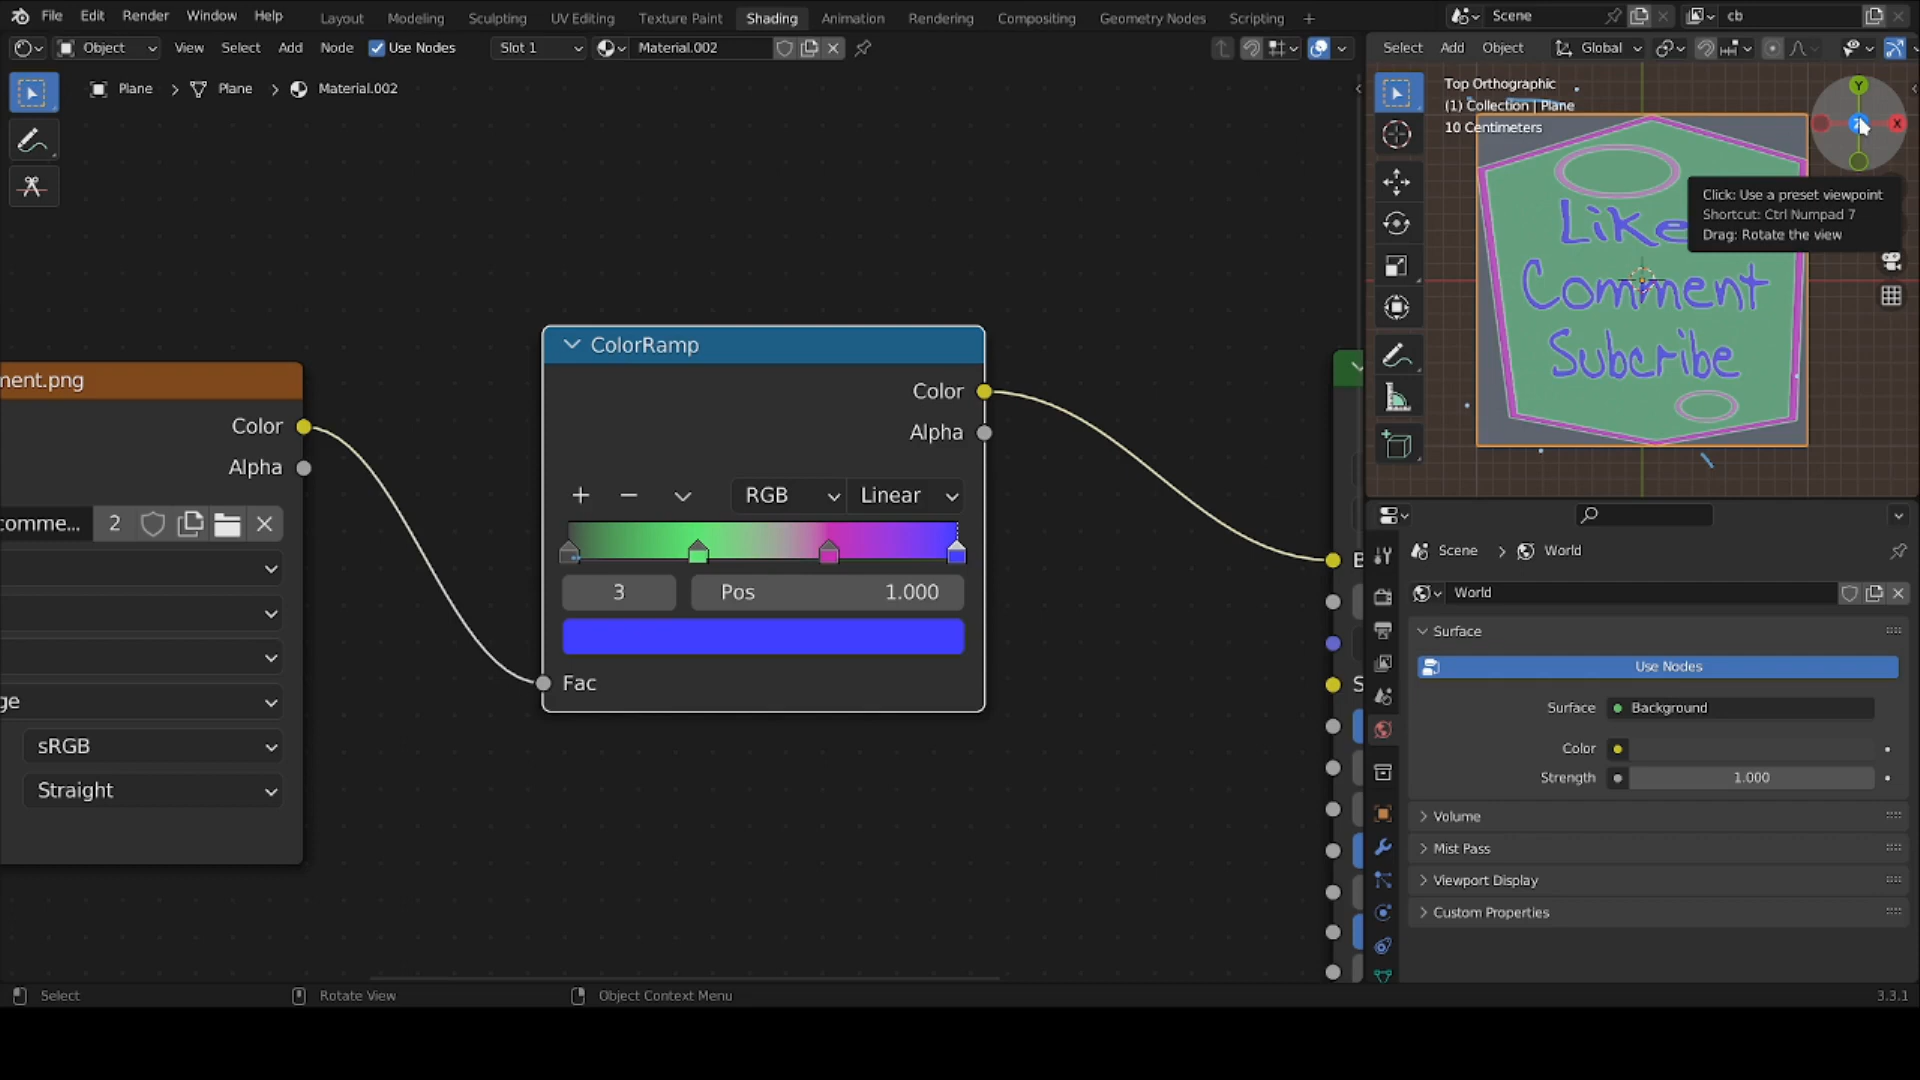 File Edit Render Window Help Layout Modeling Sculpting UV Editing Texture Paint Shading Animation Rendering Compositing Geometry Nodes Scripting + Scene cb
Object View Select Add Node Use Nodes Slot 1 Material.002 Select Add Object Global
Plane > Plane > Material.002
Top Orthographic
(1) Collection | Plane
10 Centimeters
Y
X
Click: Use a preset viewpoint
Shortcut: Ctrl Numpad 7
Drag: Rotate the view
Like
Comment
Subcribe
ment.png
Color
Alpha
comme... 2
ge
sRGB
Straight
ColorRamp
Color
Alpha
+ − RGB Linear
3 Pos 1.000
Fac
B
S
Scene > World
World
Surface
Use Nodes
Surface Background
Color
Strength 1.000
Volume
Mist Pass
Viewport Display
Custom Properties
Select Rotate View Object Context Menu 3.3.1